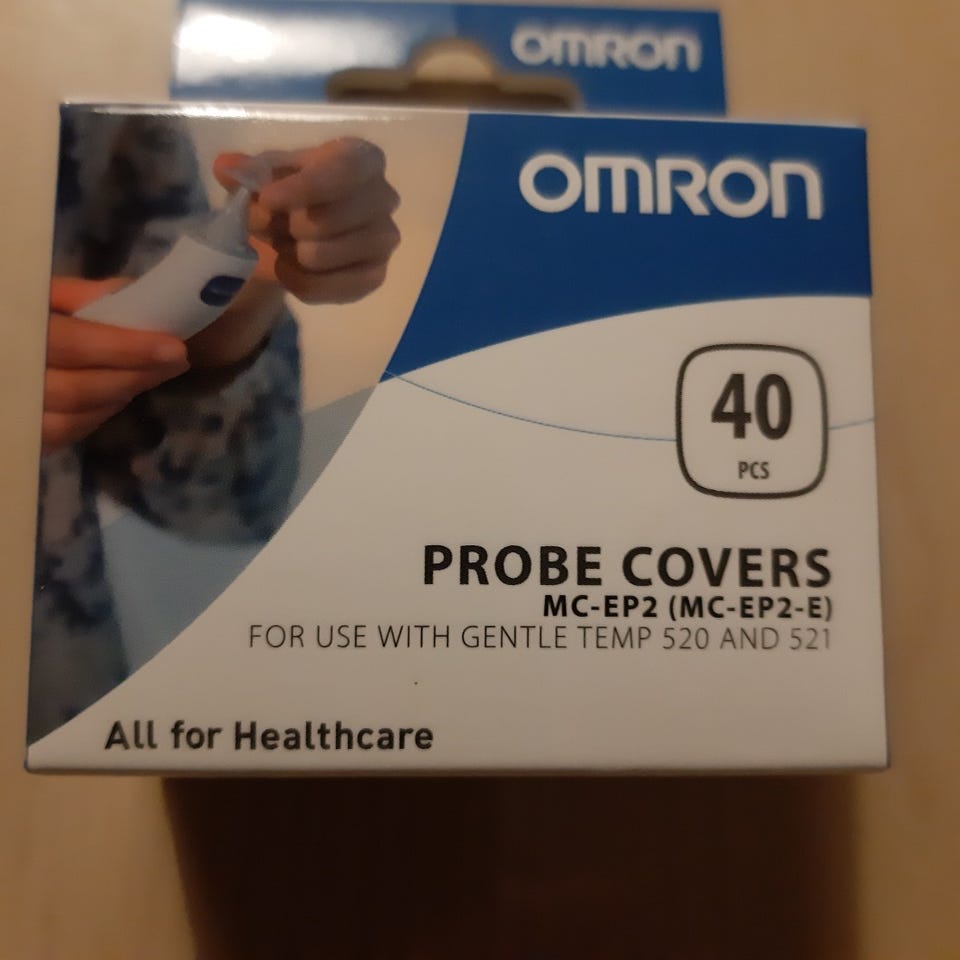 OMRON
OMRON
40
PCS
PROBE COVERS
MC-EP2 (MC-EP2-E)
FOR USE WITH GENTLE TEMP 520 AND 521
All for Healthcare